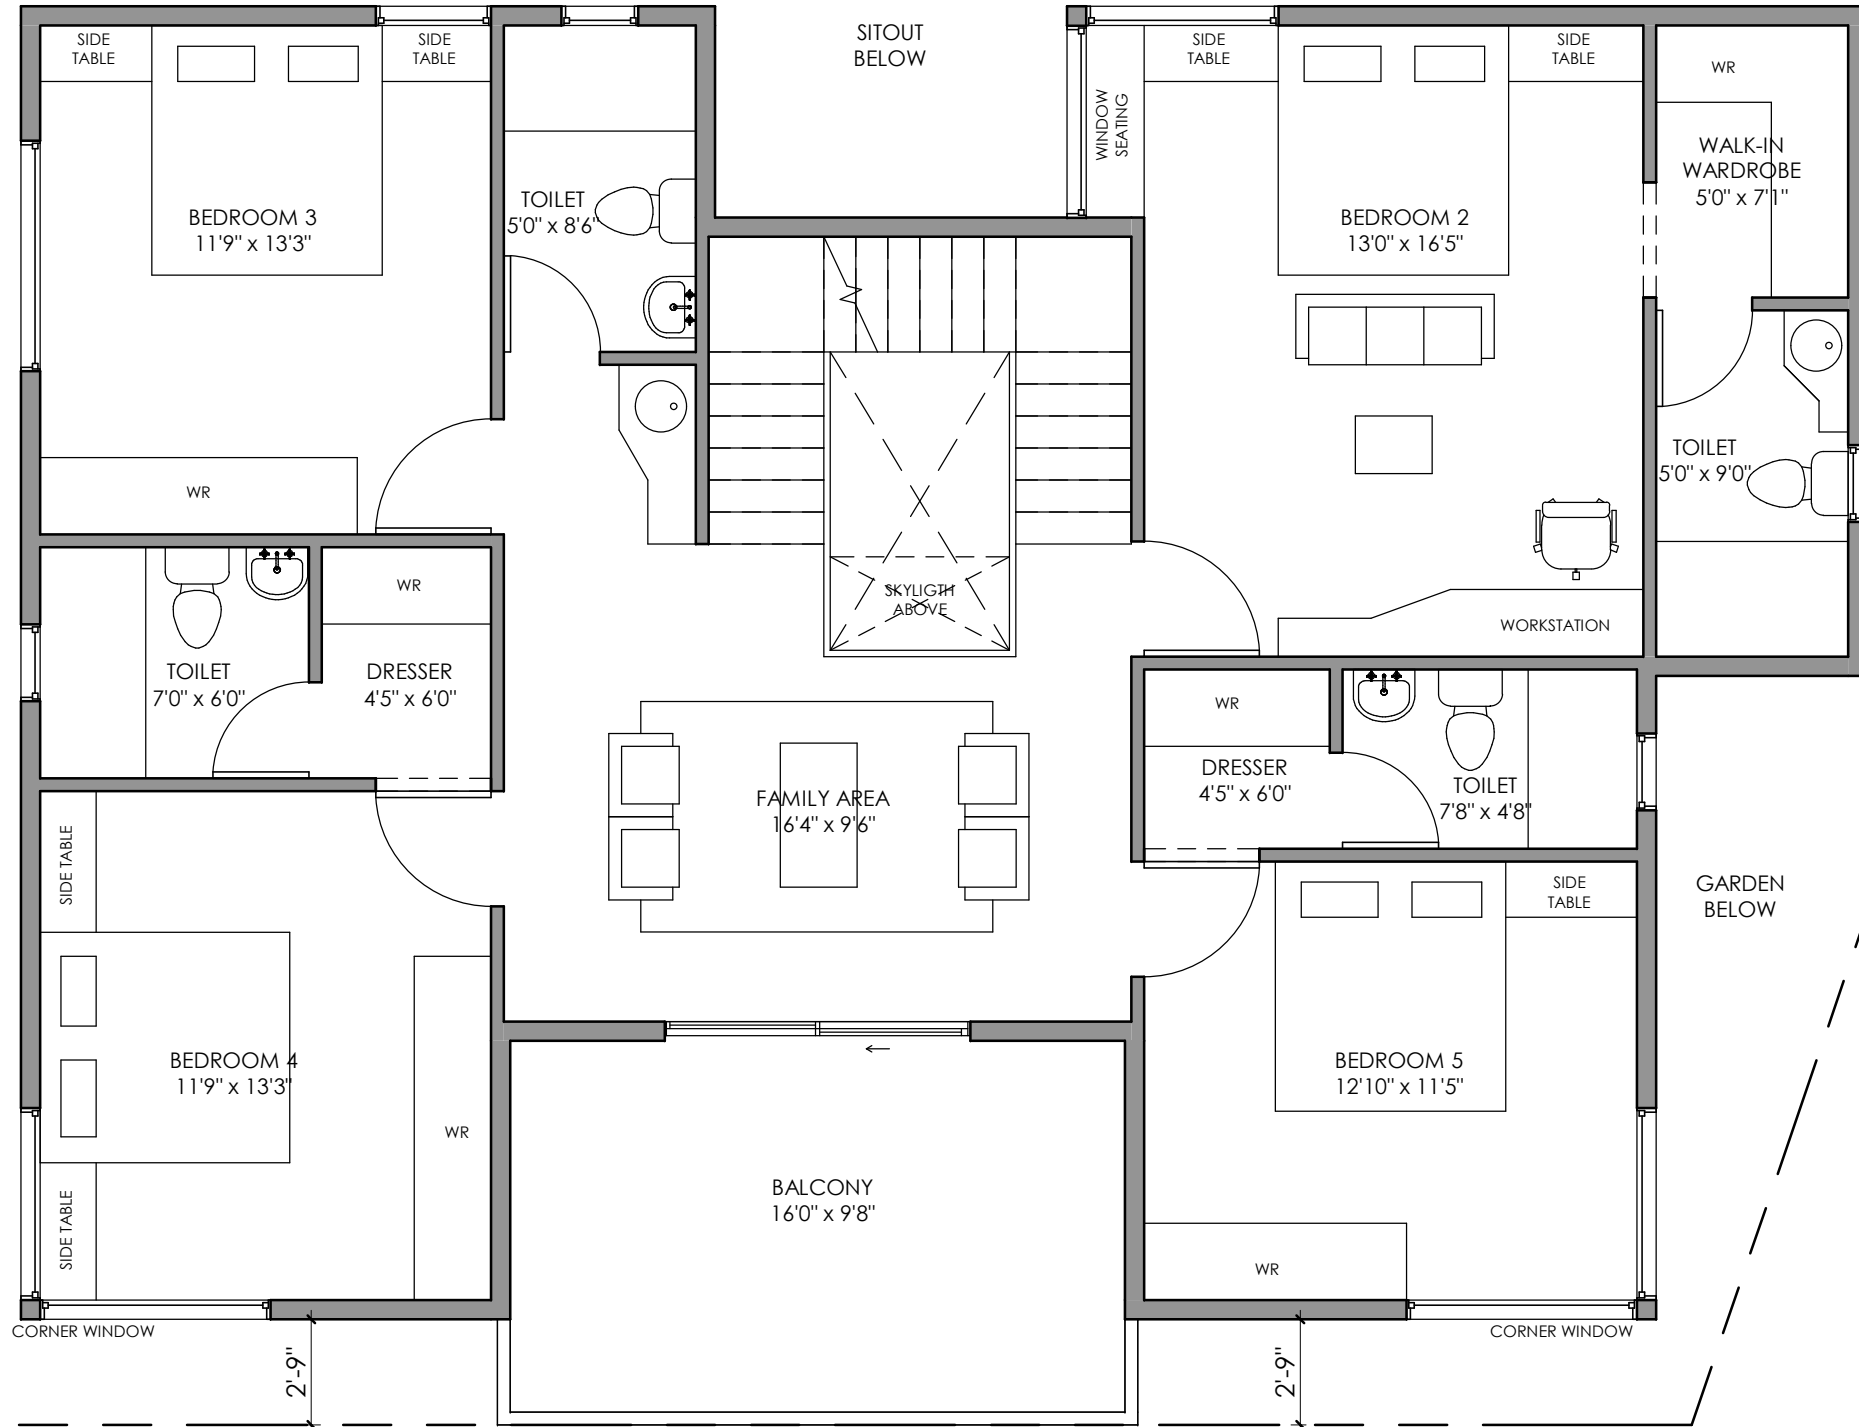 SIDE
TABLE
SIDE
TABLE
SITOUT
BELOW
SIDE
TABLE
SIDE
TABLE
WR
WINDOW
SEATING
WALK-IN
WARDROBE
5'0" x 7'1"
BEDROOM 3
11'9" x 13'3"
TOILET
5'0" x 8'6"
BEDROOM 2
13'0" x 16'5"
TOILET
5'0" x 9'0"
WR
WR
SKYLIGTH
ABOVE
WORKSTATION
TOILET
7'0" x 6'0"
DRESSER
4'5" x 6'0"
WR
DRESSER
4'5" x 6'0"
TOILET
7'8" x 4'8"
FAMILY AREA
16'4" x 9'6"
SIDE TABLE
SIDE
TABLE
GARDEN
BELOW
BEDROOM 4
11'9" x 13'3"
BEDROOM 5
12'10" x 11'5"
WR
BALCONY
16'0" x 9'8"
SIDE TABLE
WR
CORNER WINDOW
CORNER WINDOW
2'-9"
2'-9"